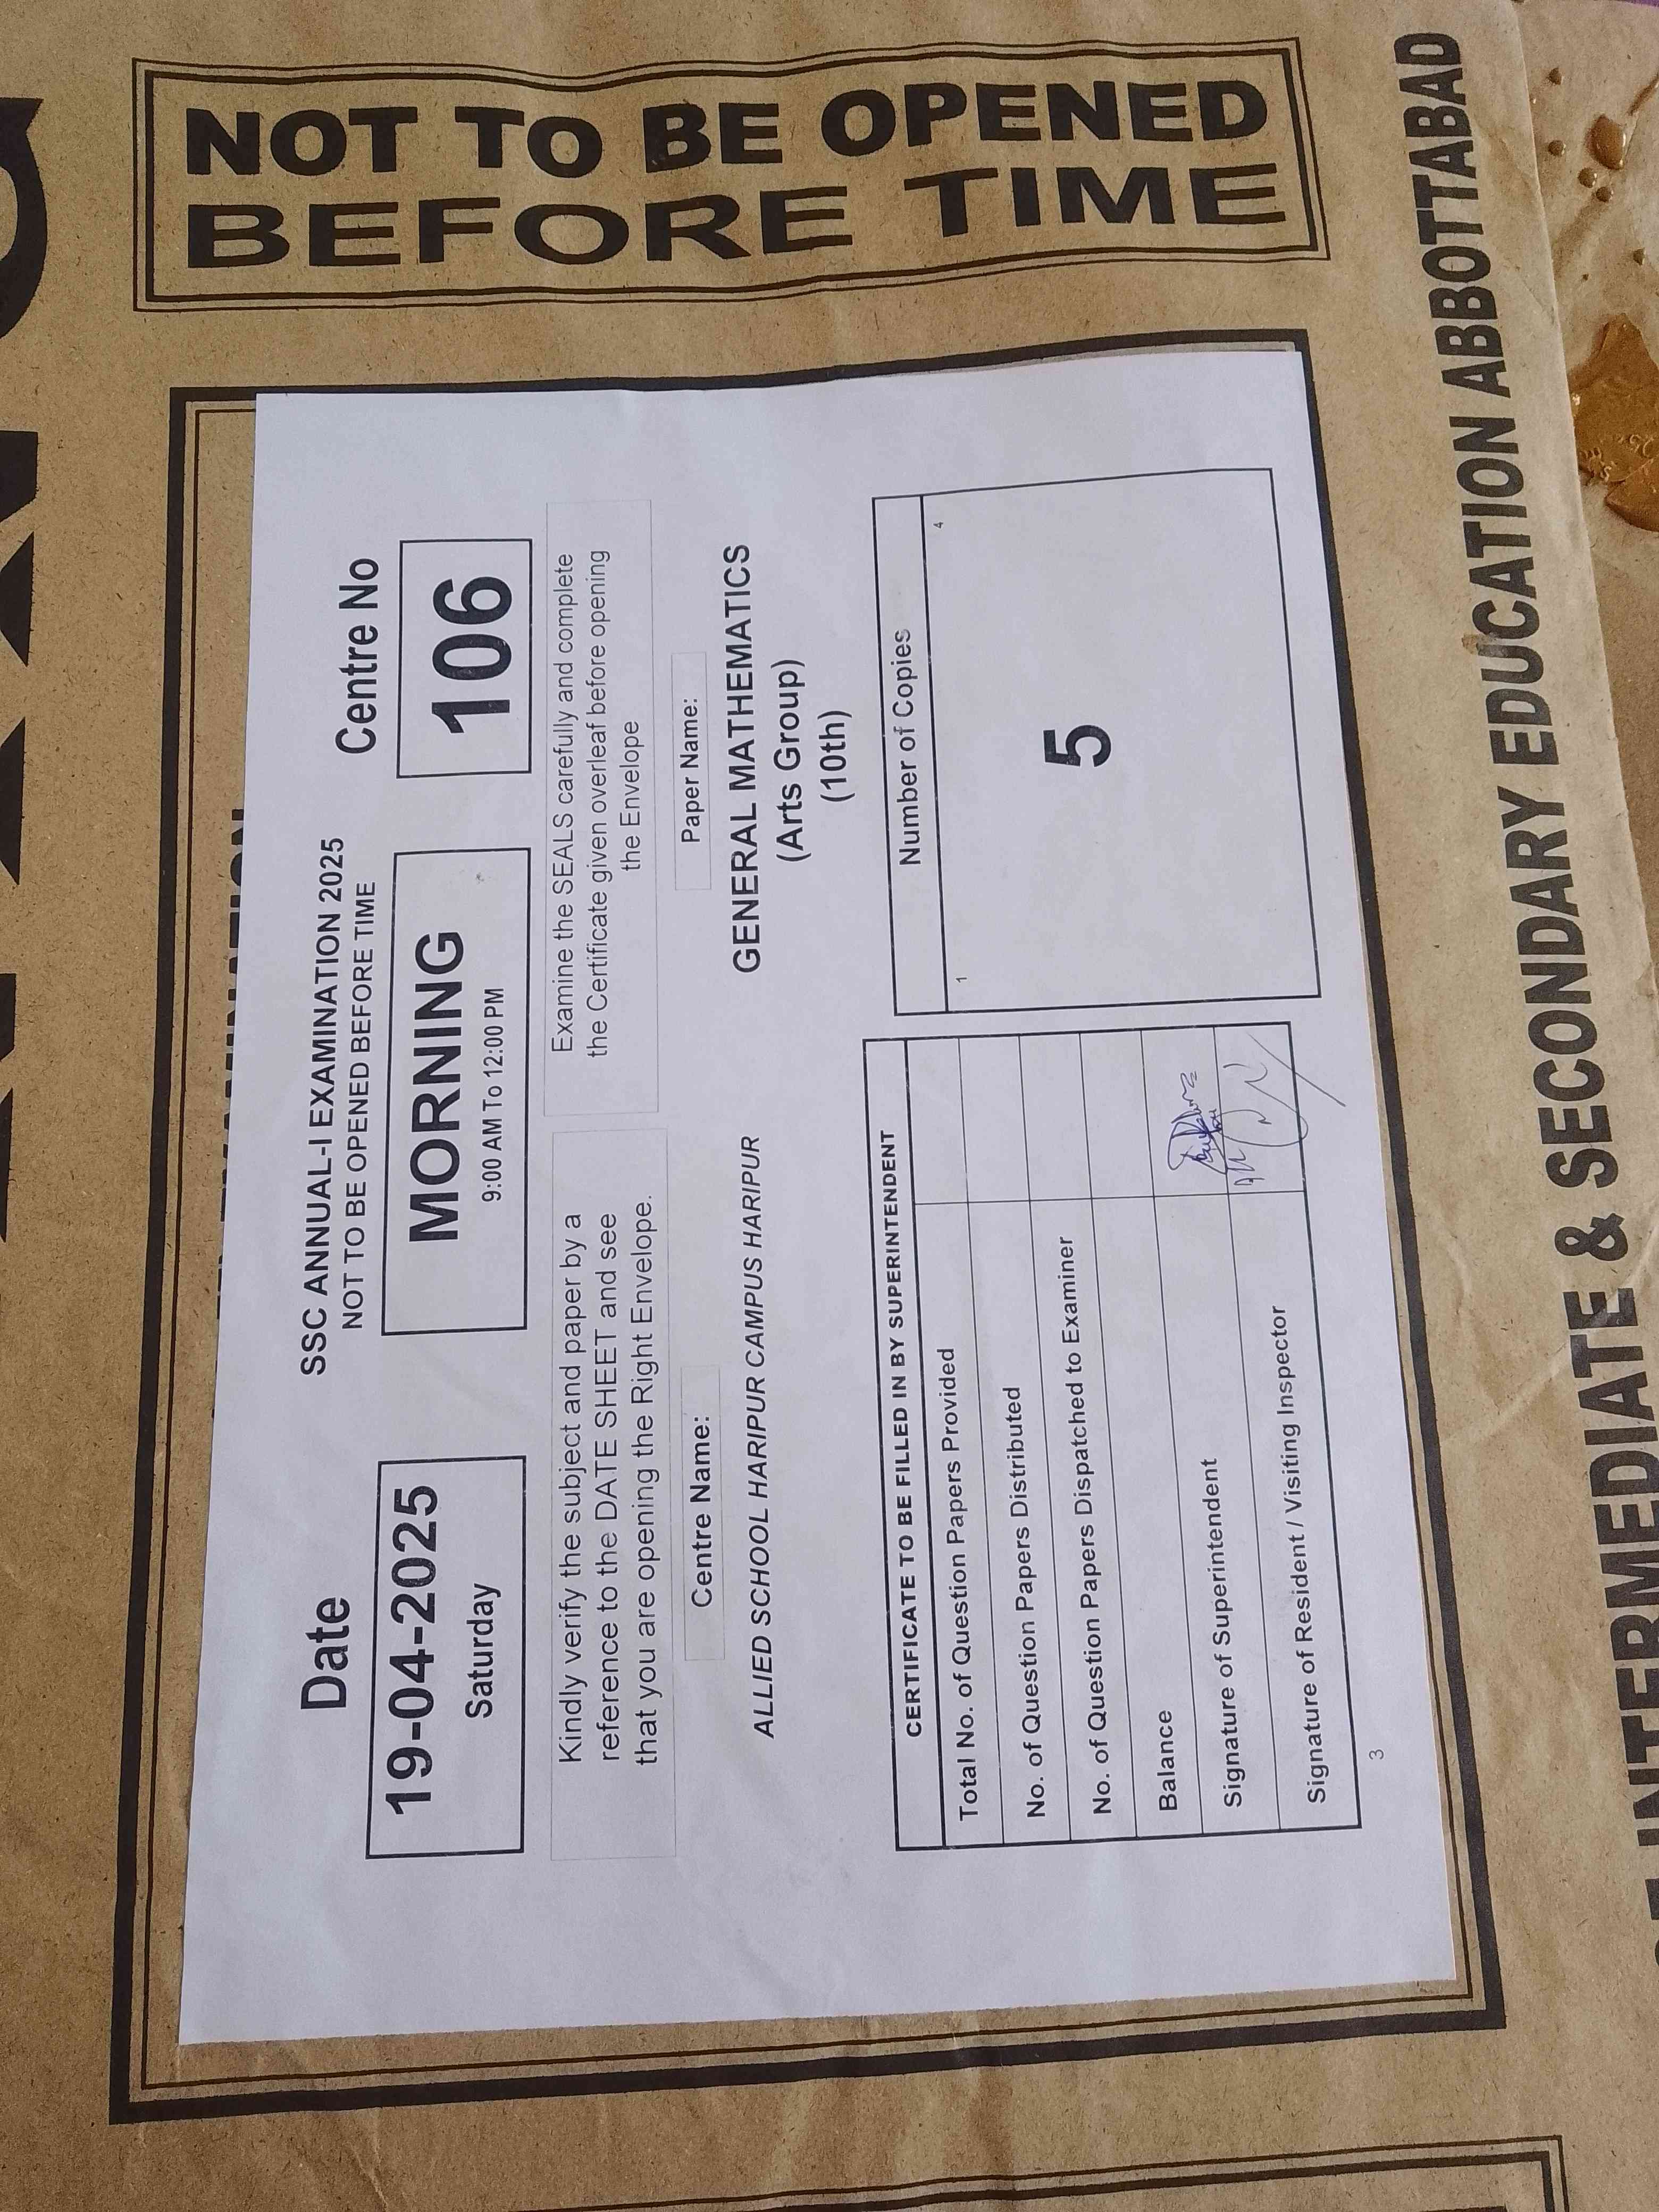 NOT TO BE OPENED
BEFORE TIME
SSC ANNUAL-I EXAMINATION 2025
NOT TO BE OPENED BEFORE TIME
Date
19-04-2025
Saturday
MORNING
9:00 AM To 12:00 PM
Centre No
106
Kindly verify the subject and paper by a
reference to the DATE SHEET and see
that you are opening the Right Envelope.
Examine the SEALS carefully and complete
the Certificate given overleaf before opening
the Envelope
Centre Name:
ALLIED SCHOOL HARIPUR CAMPUS HARIPUR
Paper Name:
GENERAL MATHEMATICS
(Arts Group)
(10th)
CERTIFICATE TO BE FILLED IN BY SUPERINTENDENT
Total No. of Question Papers Provided
No. of Question Papers Distributed
No. of Question Papers Dispatched to Examiner
Balance
Signature of Superintendent
Signature of Resident / Visiting Inspector
3
Number of Copies
1
4
5
INTERMEDIATE & SECONDARY EDUCATION ABBOTTABAD